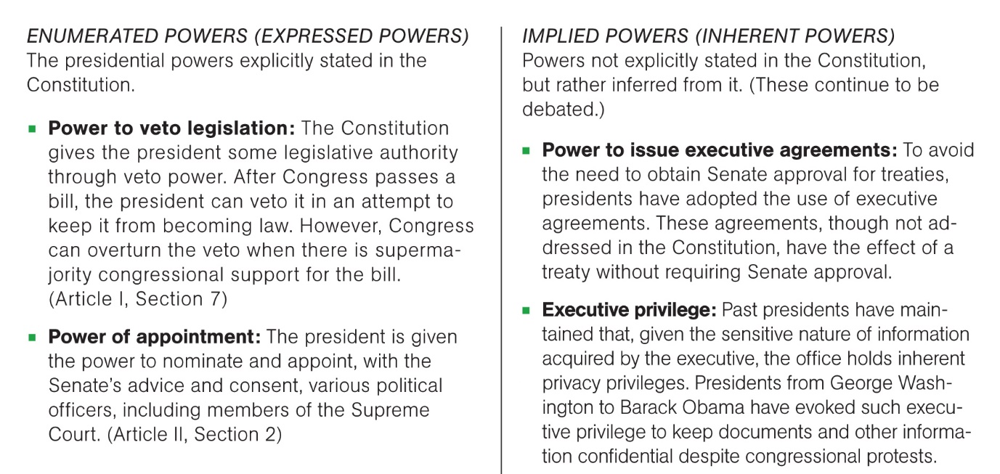 ENUMERATED POWERS (EXPRESSED POWERS)
The presidential powers explicitly stated in the
Constitution.
Power to veto legislation: The Constitution
gives the president some legislative authority
through veto power. After Congress passes a
bill, the president can veto it in an attempt to
keep it from becoming law. However, Congress
can overturn the veto when there is superma-
jority congressional support for the bill.
(Article I, Section 7)
Power of appointment: The president is given
the power to nominate and appoint, with the
Senate's advice and consent, various political
officers, including members of the Supreme
Court. (Article II, Section 2)
IMPLIED POWERS (INHERENT POWERS)
Powers not explicitly stated in the Constitution,
but rather inferred from it. (These continue to be
debated.)
Power to issue executive agreements: To avoid
the need to obtain Senate approval for treaties,
presidents have adopted the use of executive
agreements. These agreements, though not ad-
dressed in the Constitution, have the effect of a
treaty without requiring Senate approval.
Executive privilege: Past presidents have main-
tained that, given the sensitive nature of information
acquired by the executive, the office holds inherent
privacy privileges. Presidents from George Wash-
ington to Barack Obama have evoked such execu-
tive privilege to keep documents and other informa-
tion confidential despite congressional protests.